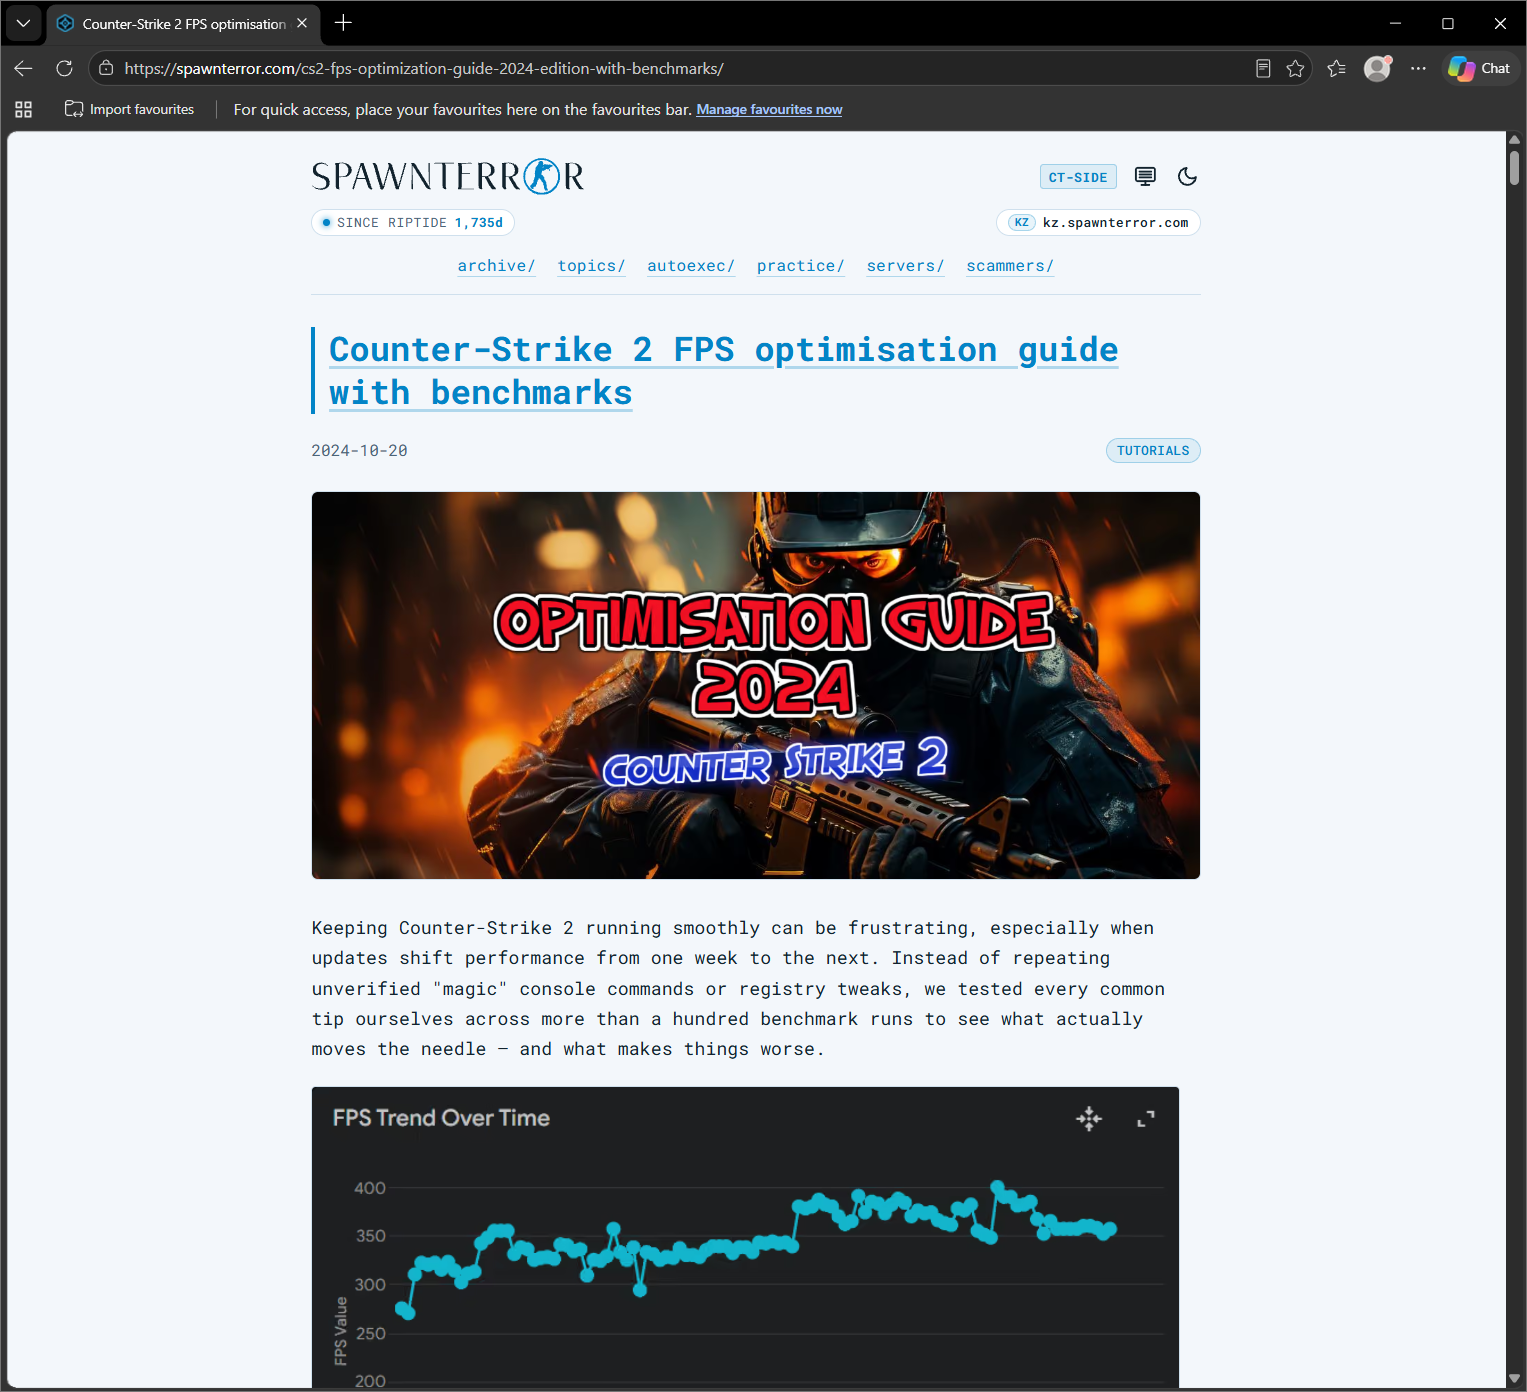 Counter-Strike 2 FPS optimisation
https://spawnterror.com/cs2-fps-optimization-guide-2024-edition-with-benchmarks/
Chat
Import favourites
For quick access, place your favourites here on the favourites bar. Manage favourites now
SPAWNTERROR
CT-SIDE
SINCE RIPTIDE 1,735d
KZ kz.spawnterror.com
archive/ topics/ autoexec/ practice/ servers/ scammers/
Counter-Strike 2 FPS optimisation guide
with benchmarks
2024-10-20
TUTORIALS
OPTIMISATION GUIDE
2024
COUNTER STRIKE 2
Keeping Counter-Strike 2 running smoothly can be frustrating, especially when
updates shift performance from one week to the next. Instead of repeating
unverified "magic" console commands or registry tweaks, we tested every common
tip ourselves across more than a hundred benchmark runs to see what actually
moves the needle — and what makes things worse.
FPS Trend Over Time
400
350
300
250
200
FPS Value